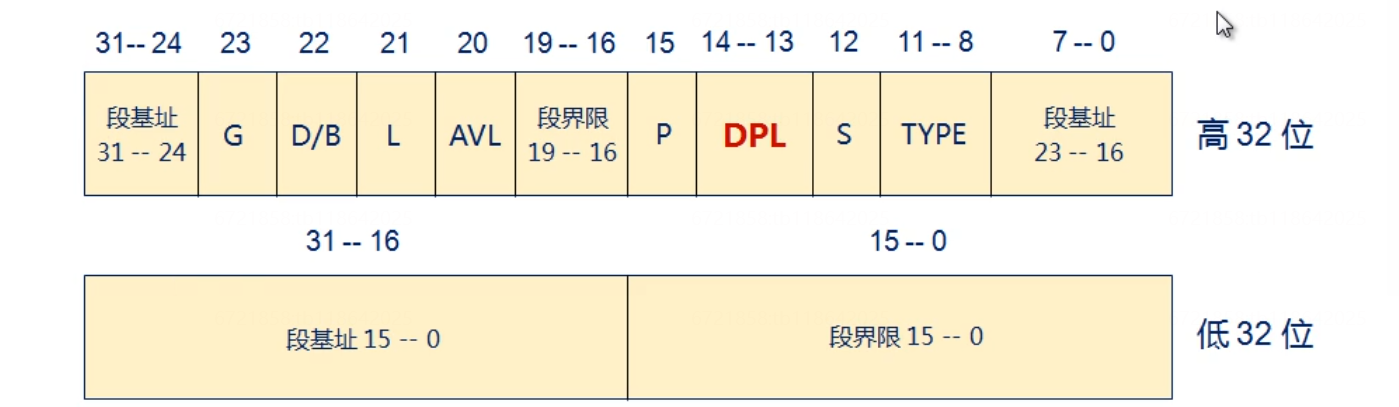 31-- 24 23 22 21 20 19 -- 16 15 14 -- 13 12 11 -- 8 7 -- 0
段基址 31 -- 24 G D/B L AVL 段界限 19 -- 16 P DPL S TYPE 段基址 23 -- 16 高 32 位
31 -- 16 15 -- 0
段基址 15 -- 0 段界限 15 -- 0 低 32 位